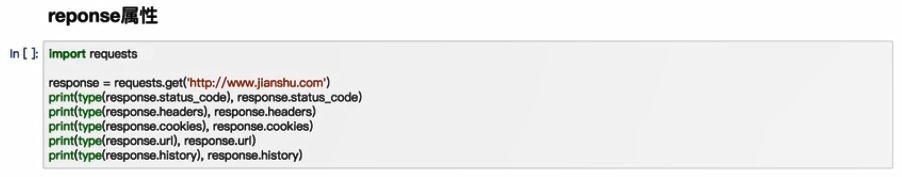 reponse属性
In [ ]:
import requests
response = requests.get('http://www.jianshu.com')
print(type(response.status_code), response.status_code)
print(type(response.headers), response.headers)
print(type(response.cookies), response.cookies)
print(type(response.url), response.url)
print(type(response.history), response.history)